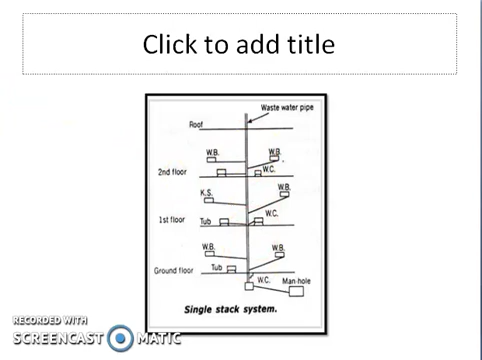 Click to add title
Waste water pipe
Roof
W.B.
W.B.
2nd floor
W.C.
K.S.
W.B.
W.C.
1st floor
Tub
W.B.
W.B.
Ground floor
Tub
W.C.
Man-hole
Single stack system.
RECORDED WITH
SCREENCAST MATIC